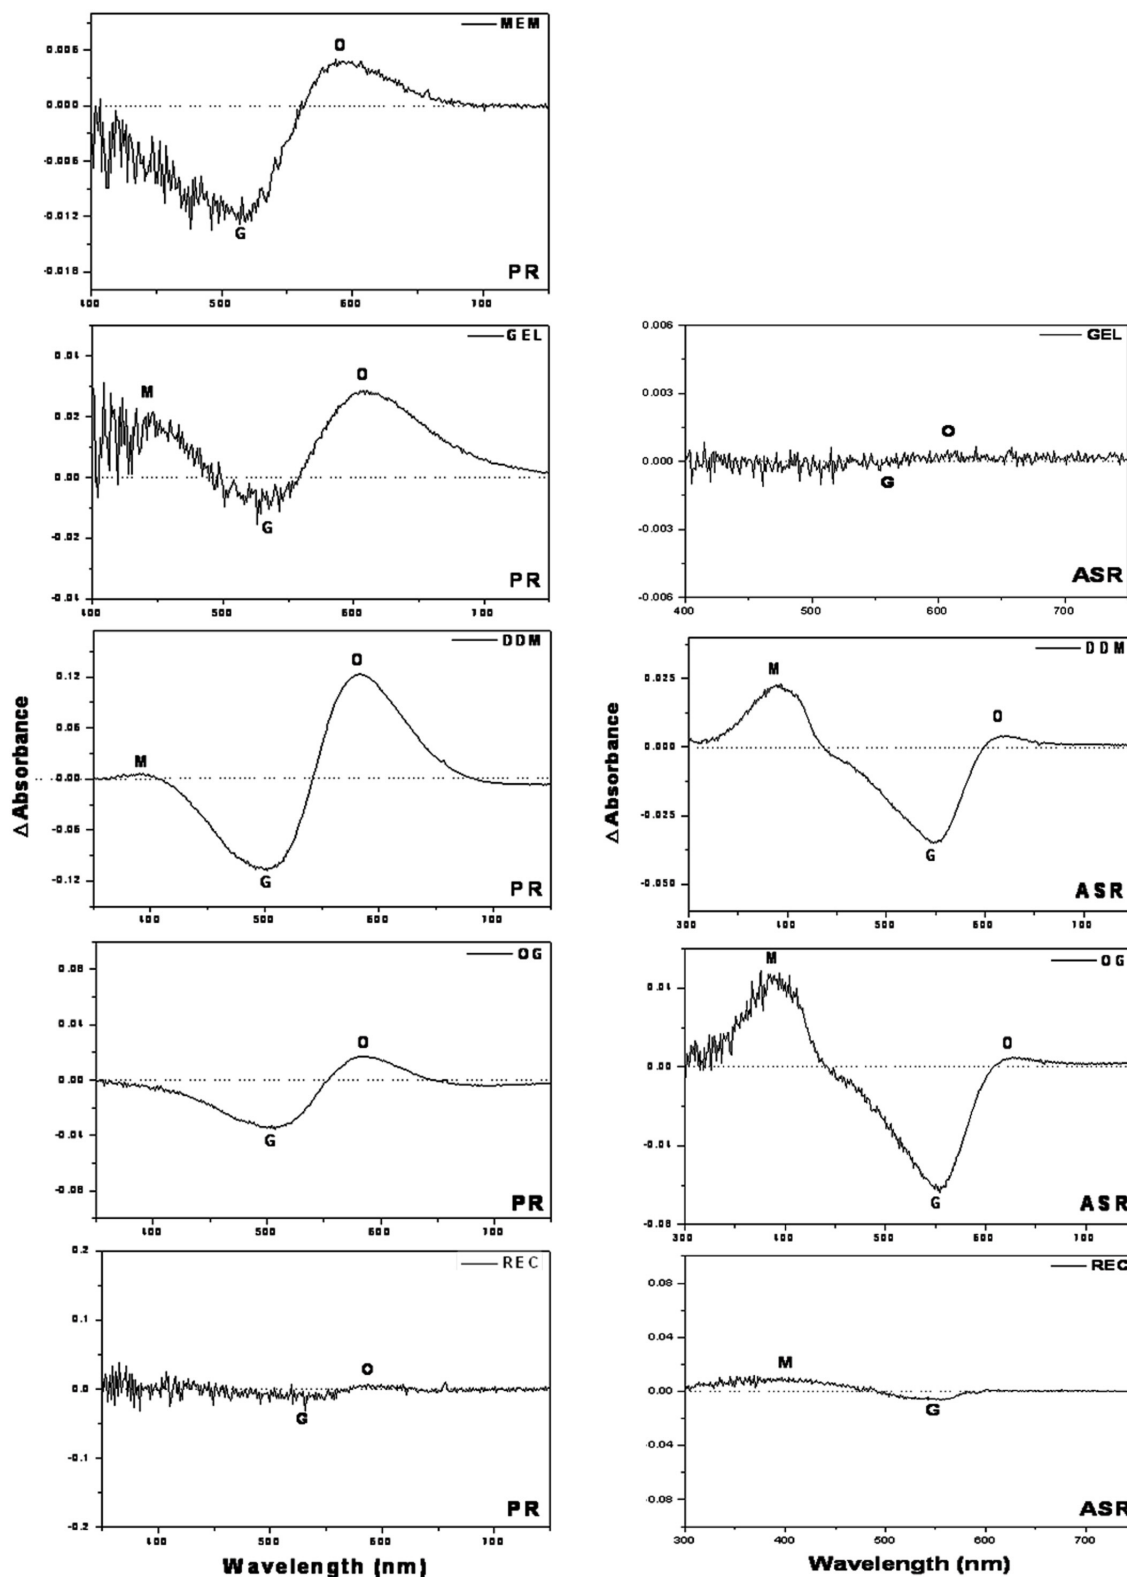 MEM
0.006
O
0.000
-0.006
-0.012
G
-0.018
PR
400 500 600 700
GEL
0.04
M
O
0.02
0.00
G
-0.02
PR
-0.04
400 500 600 700
GEL
0.006
0.003
O
0.000
G
-0.003
ASR
-0.006
400 500 600 700
DDM
O
0.12
0.06
M
0.00
-0.06
G
-0.12
PR
400 500 600 700
ΔAbsorbance
DDM
M
0.025
O
0.000
-0.025
G
-0.050
ASR
300 400 500 600 700
ΔAbsorbance
OG
0.08
0.04
O
0.00
-0.04
G
-0.08
PR
400 500 600 700
OG
M
0.04
O
0.00
-0.04
G
-0.08
ASR
300 400 500 600 700
REC
0.2
0.1
O
0.0
G
-0.1
PR
-0.2
400 500 600 700
Wavelength (nm)
REC
0.08
0.04
M
0.00
G
-0.04
-0.08
ASR
300 400 500 600 700
Wavelength (nm)